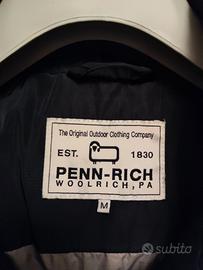 The Original Outdoor Clothing Company
EST. 1830
PENN-RICH
WOOLRICH, PA
M
subito